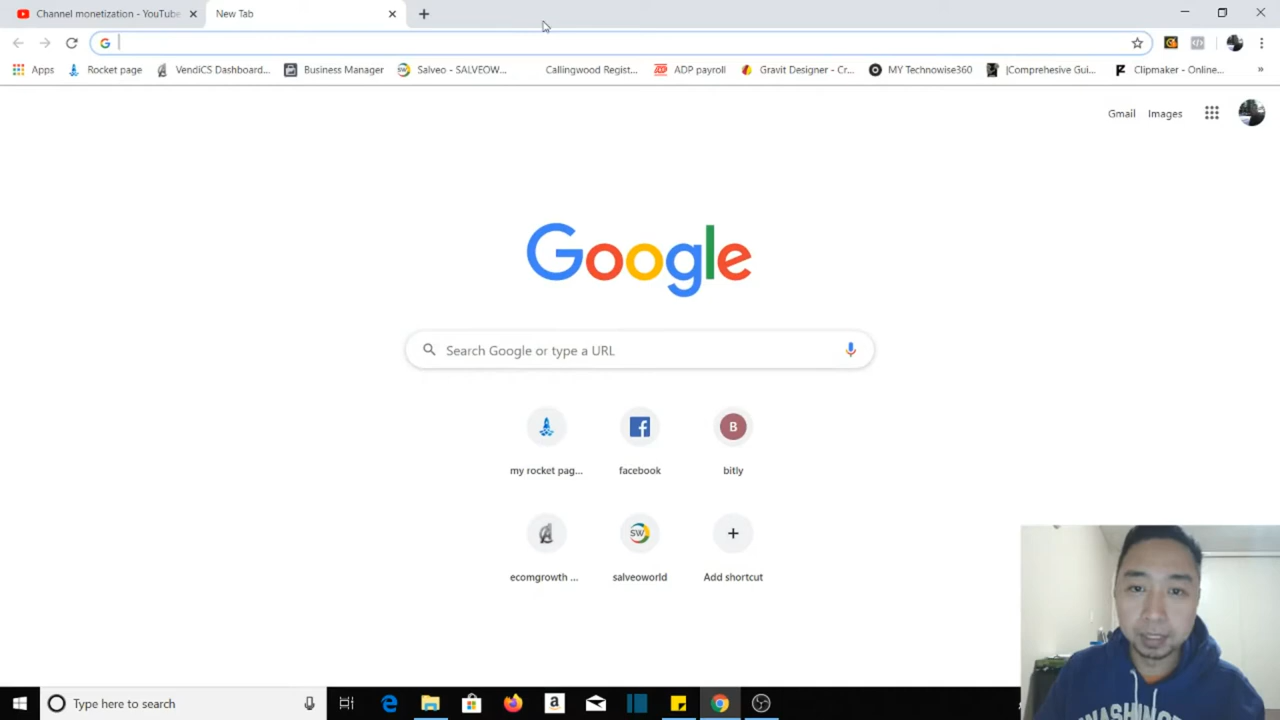 Channel monetization - YouTube
New Tab
Apps
Rocket page
VendiCS Dashboard...
Business Manager
Salveo - SALVEOW...
Callingwood Regist...
ADP payroll
Gravit Designer - Cr...
MY Technowise360
|Comprehesive Gui...
Clipmaker - Online...
»
Gmail
Images
Google
Search Google or type a URL
B
my rocket pag...
facebook
bitly
SW
ecomgrowth ...
salveoworld
Add shortcut
Type here to search
WASHINGTON